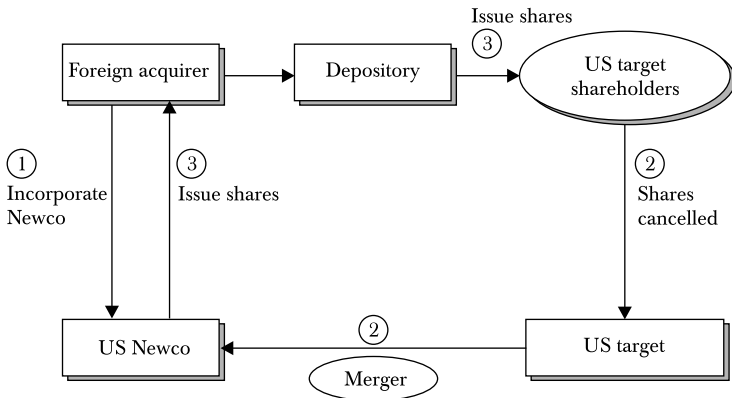 Issue shares
3
Foreign acquirer
Depository
US target
shareholders
1
Incorporate
Newco
3
Issue shares
2
Shares
cancelled
US Newco
2
Merger
US target